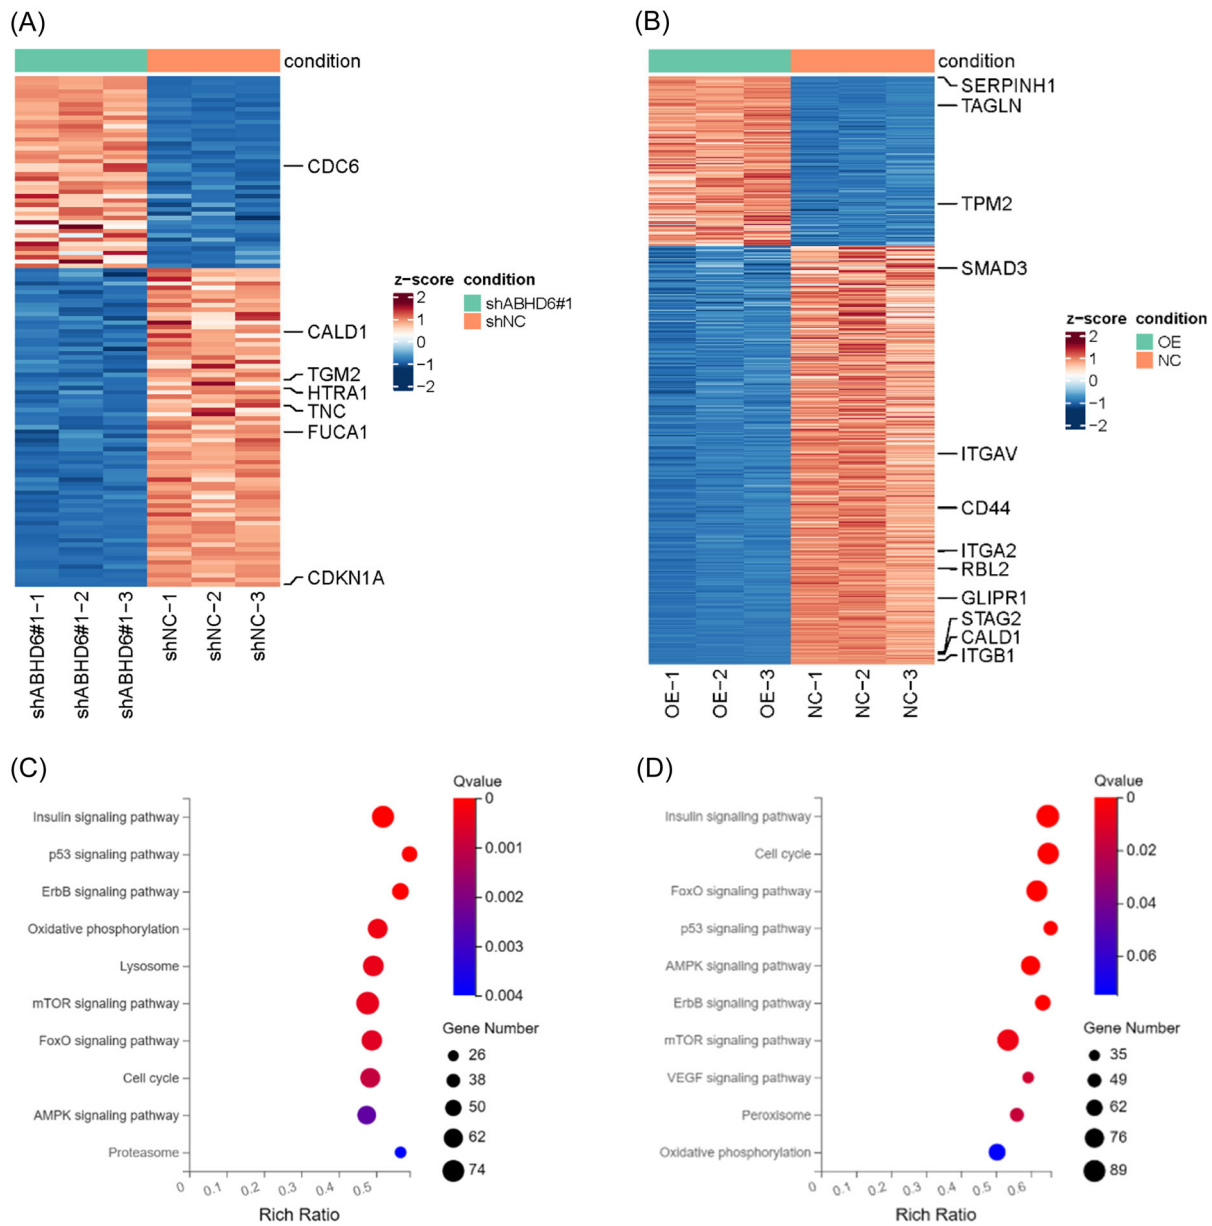 (A)
condition
CDC6
CALD1
TGM2
HTRA1
TNC
FUCA1
CDKN1A
z-score condition
2
1
0
-1
-2
shABHD6#1
shNC
shABHD6#1-1
shABHD6#1-2
shABHD6#1-3
shNC-1
shNC-2
shNC-3
(B)
condition
SERPINH1
TAGLN
TPM2
SMAD3
ITGAV
CD44
ITGA2
RBL2
GLIPR1
STAG2
CALD1
ITGB1
z-score condition
2
1
0
-1
-2
OE
NC
OE-1
OE-2
OE-3
NC-1
NC-2
NC-3
(C)
Insulin signaling pathway
p53 signaling pathway
ErbB signaling pathway
Oxidative phosphorylation
Lysosome
mTOR signaling pathway
FoxO signaling pathway
Cell cycle
AMPK signaling pathway
Proteasome
0 0.1 0.2 0.3 0.4 0.5
Rich Ratio
Qvalue
0
0.001
0.002
0.003
0.004
Gene Number
26
38
50
62
74
(D)
Insulin signaling pathway
Cell cycle
FoxO signaling pathway
p53 signaling pathway
AMPK signaling pathway
ErbB signaling pathway
mTOR signaling pathway
VEGF signaling pathway
Peroxisome
Oxidative phosphorylation
0 0.1 0.2 0.3 0.4 0.5 0.6
Rich Ratio
Qvalue
0
0.02
0.04
0.06
Gene Number
35
49
62
76
89